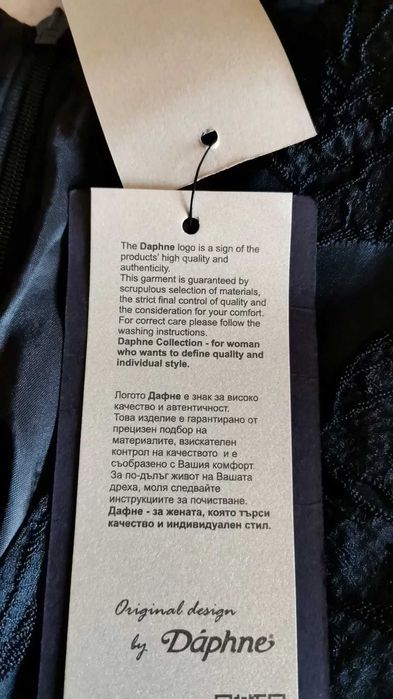 The Daphne logo is a sign of the
products' high quality and
authenticity.
This garment is guaranteed by
scrupulous selection of materials,
the strict final control of quality and
the consideration for your comfort.
For correct care please follow the
washing instructions.
Daphne Collection - for woman
who wants to define quality and
individual style.
Логото Дафне е знак за високо
качество и автентичност.
Това изделие е гарантирано от
прецизен подбор на
материалите, взискателен
контрол на качеството и е
съобразено с Вашия комфорт.
За по-дълъг живот на Вашата
дреха, моля следвайте
инструкциите за почистване.
Дафне - за жената, която търси
качество и индивидуален стил.
Original design
by Dáphne